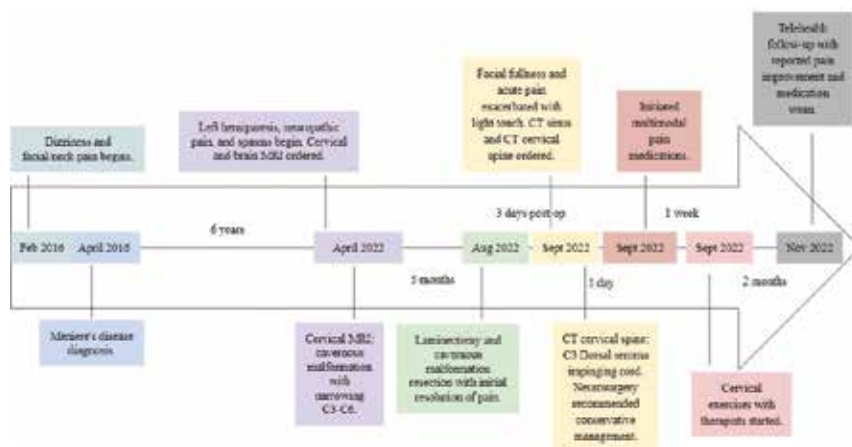 Telehealth
follow-up with
reported pain
improvement and
medication
wean.
Facial fullness and
acute pain
exacerbated with
light touch. CT sinus
and CT cervical
spine ordered.
Initiated
multimodal
pain
medications.
Left hemiparesis, neuropathic
pain, and spasms begin. Cervical
and brain MRI ordered.
Dizziness and
facial/neck pain begins.
3 days post-op
1 week
6 years
Feb 2016
April 2016
April 2022
Aug 2022
Sept 2022
Sept 2022
Sept 2022
Nov 2022
5 months
1 day
2 months
Meniere's disease
diagnosis
Cervical MRI:
cavernous
malformation
with
narrowing
C3-C6.
Laminectomy and
cavernous
malformation
resection with initial
resolution of pain.
CT cervical spine:
C3 Dorsal seroma
impinging cord.
Neurosurgery
recommended
conservative
management.
Cervical
exercises with
therapists started.